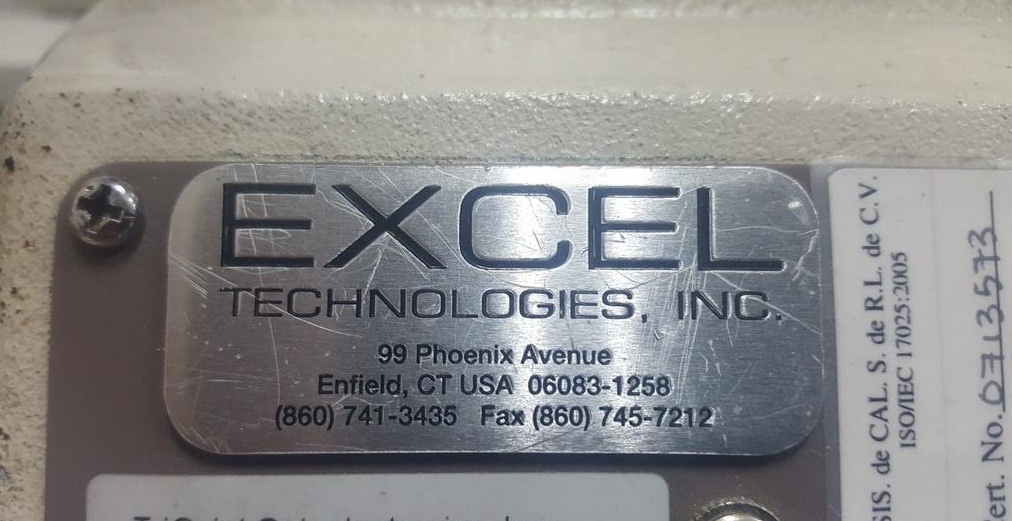 EXCEL
TECHNOLOGIES, INC.
99 Phoenix Avenue
Enfield, CT USA 06083-1258
(860) 741-3435 Fax (860) 745-7212
SIS. de CAL. S. de R.L. de C.V.
ISO/IEC 17025:2005
ert. No. 07135573